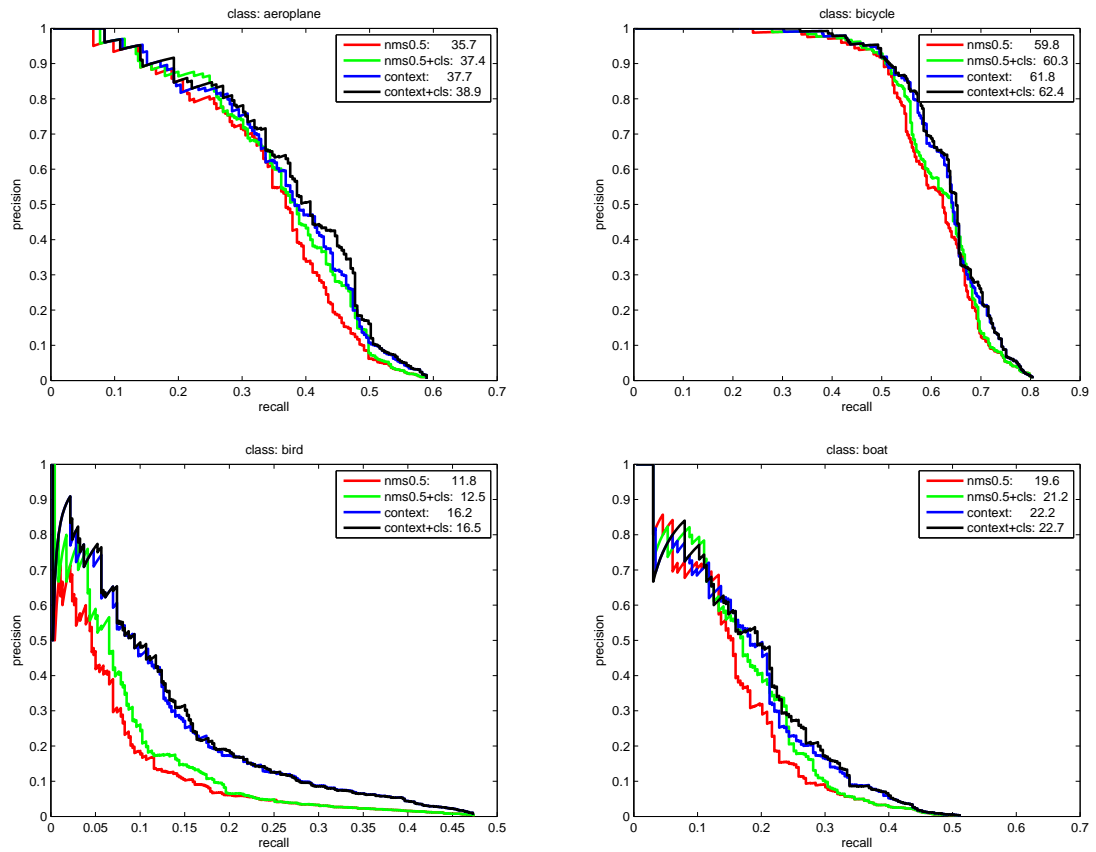 class: aeroplane
precision
1
0.9
0.8
0.7
0.6
0.5
0.4
0.3
0.2
0.1
0
nms0.5: 35.7
nms0.5+cls: 37.4
context: 37.7
context+cls: 38.9
0 0.1 0.2 0.3 0.4 0.5 0.6 0.7
recall
class: bicycle
precision
1
0.9
0.8
0.7
0.6
0.5
0.4
0.3
0.2
0.1
0
nms0.5: 59.8
nms0.5+cls: 60.3
context: 61.8
context+cls: 62.4
0 0.1 0.2 0.3 0.4 0.5 0.6 0.7 0.8 0.9
recall
class: bird
precision
1
0.9
0.8
0.7
0.6
0.5
0.4
0.3
0.2
0.1
0
nms0.5: 11.8
nms0.5+cls: 12.5
context: 16.2
context+cls: 16.5
0 0.05 0.1 0.15 0.2 0.25 0.3 0.35 0.4 0.45 0.5
recall
class: boat
precision
1
0.9
0.8
0.7
0.6
0.5
0.4
0.3
0.2
0.1
0
nms0.5: 19.6
nms0.5+cls: 21.2
context: 22.2
context+cls: 22.7
0 0.1 0.2 0.3 0.4 0.5 0.6 0.7
recall